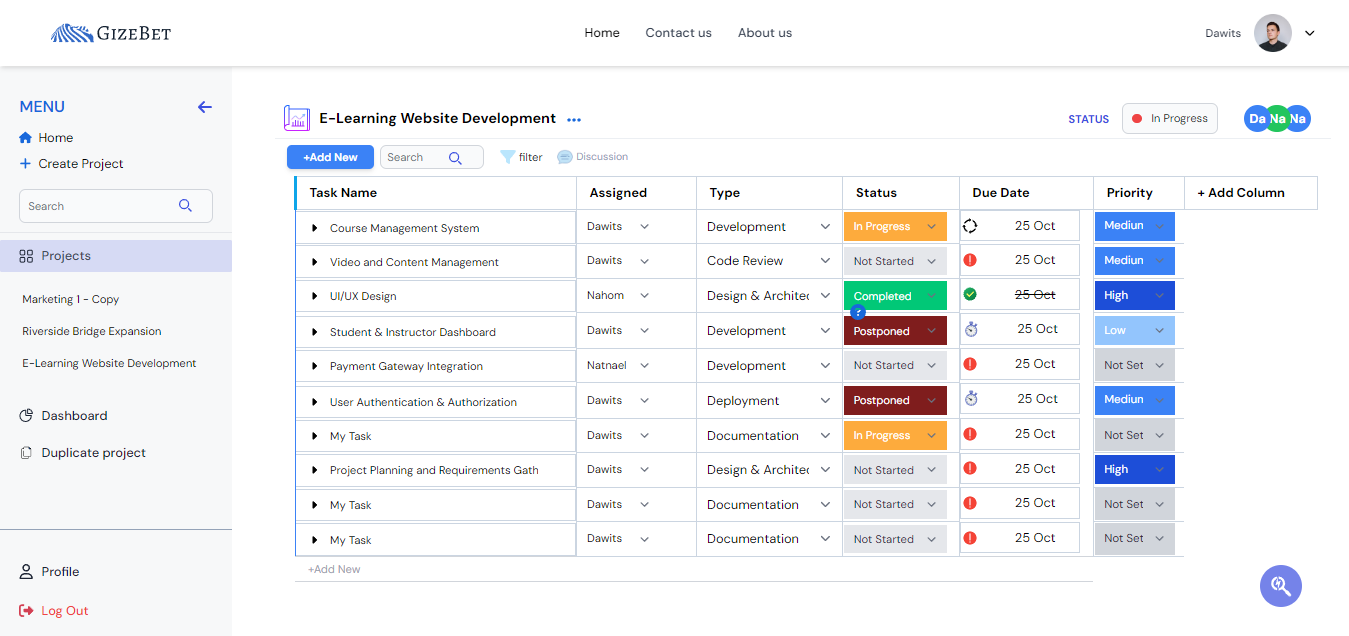 GIZEBET
Home Contact us About us
Dawits
MENU
Home
Create Project
Search
Projects
Marketing 1 - Copy
Riverside Bridge Expansion
E-Learning Website Development
Dashboard
Duplicate project
Profile
Log Out
E-Learning Website Development
STATUS In Progress Da Na Na
+Add New Search filter Discussion
Task Name Assigned Type Status Due Date Priority + Add Column
Course Management System Dawits Development In Progress 25 Oct Mediun
Video and Content Management Dawits Code Review Not Started 25 Oct Mediun
UI/UX Design Nahom Design & Architec Completed 25 Oct High
?
Student & Instructor Dashboard Dawits Development Postponed 25 Oct Low
Payment Gateway Integration Natnael Development Not Started 25 Oct Not Set
User Authentication & Authorization Dawits Deployment Postponed 25 Oct Mediun
My Task Dawits Documentation In Progress 25 Oct Not Set
Project Planning and Requirements Gath Dawits Design & Architec Not Started 25 Oct High
My Task Dawits Documentation Not Started 25 Oct Not Set
My Task Dawits Documentation Not Started 25 Oct Not Set
+Add New